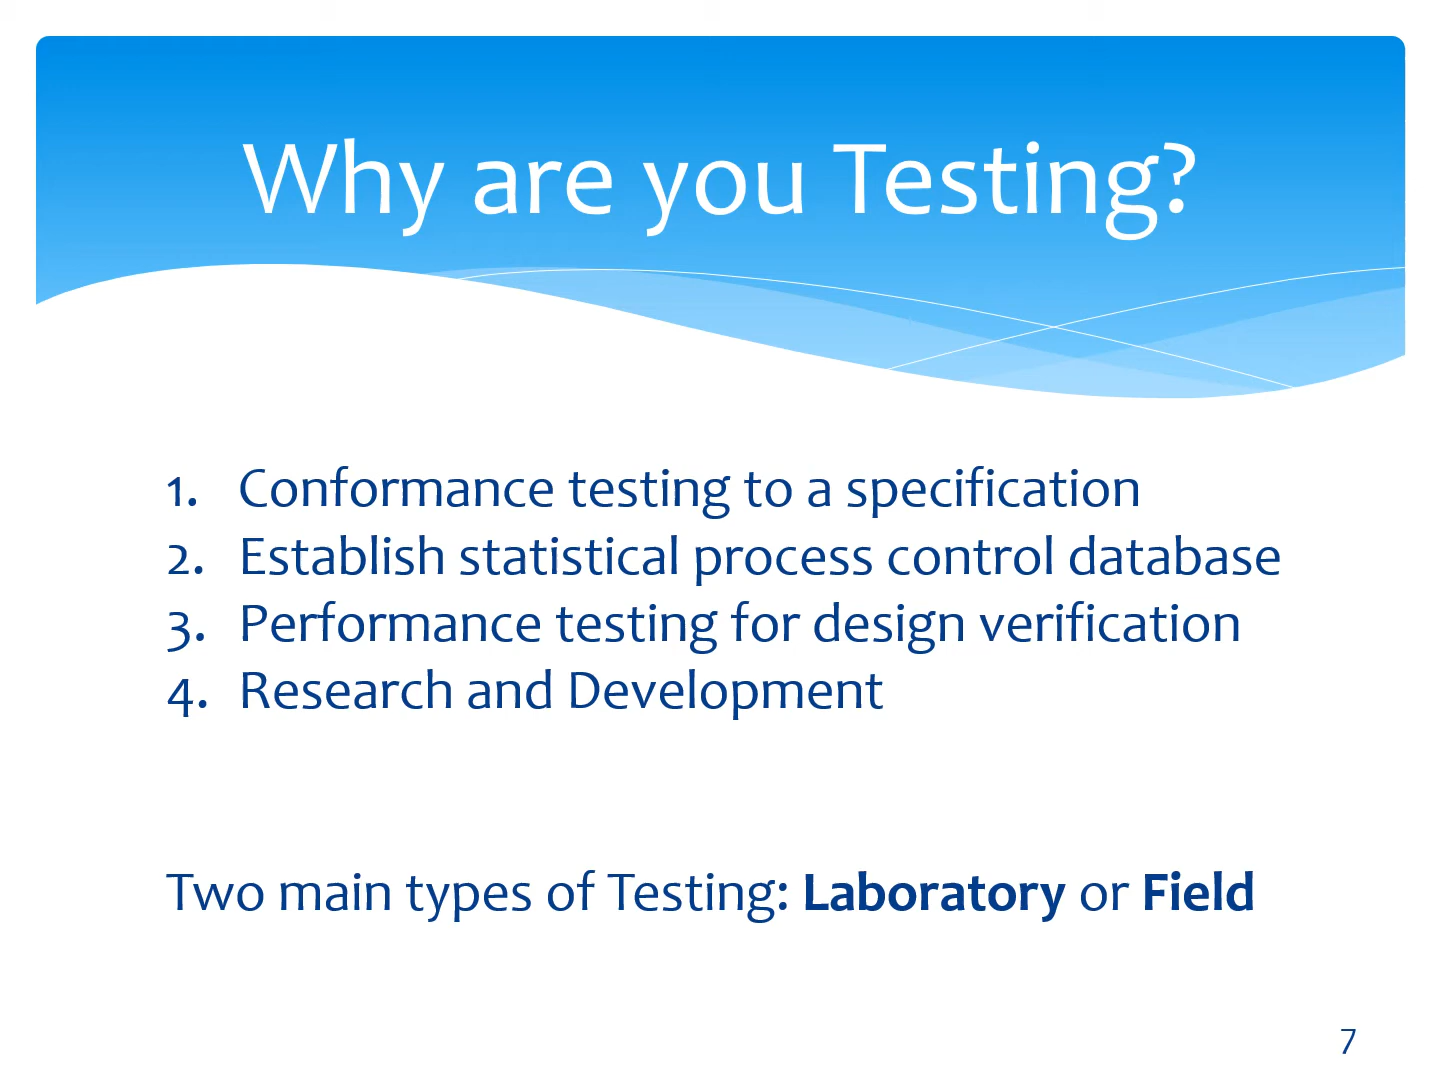 Why are you Testing?
1. Conformance testing to a specification
2. Establish statistical process control database
3. Performance testing for design verification
4. Research and Development
Two main types of Testing: Laboratory or Field
7